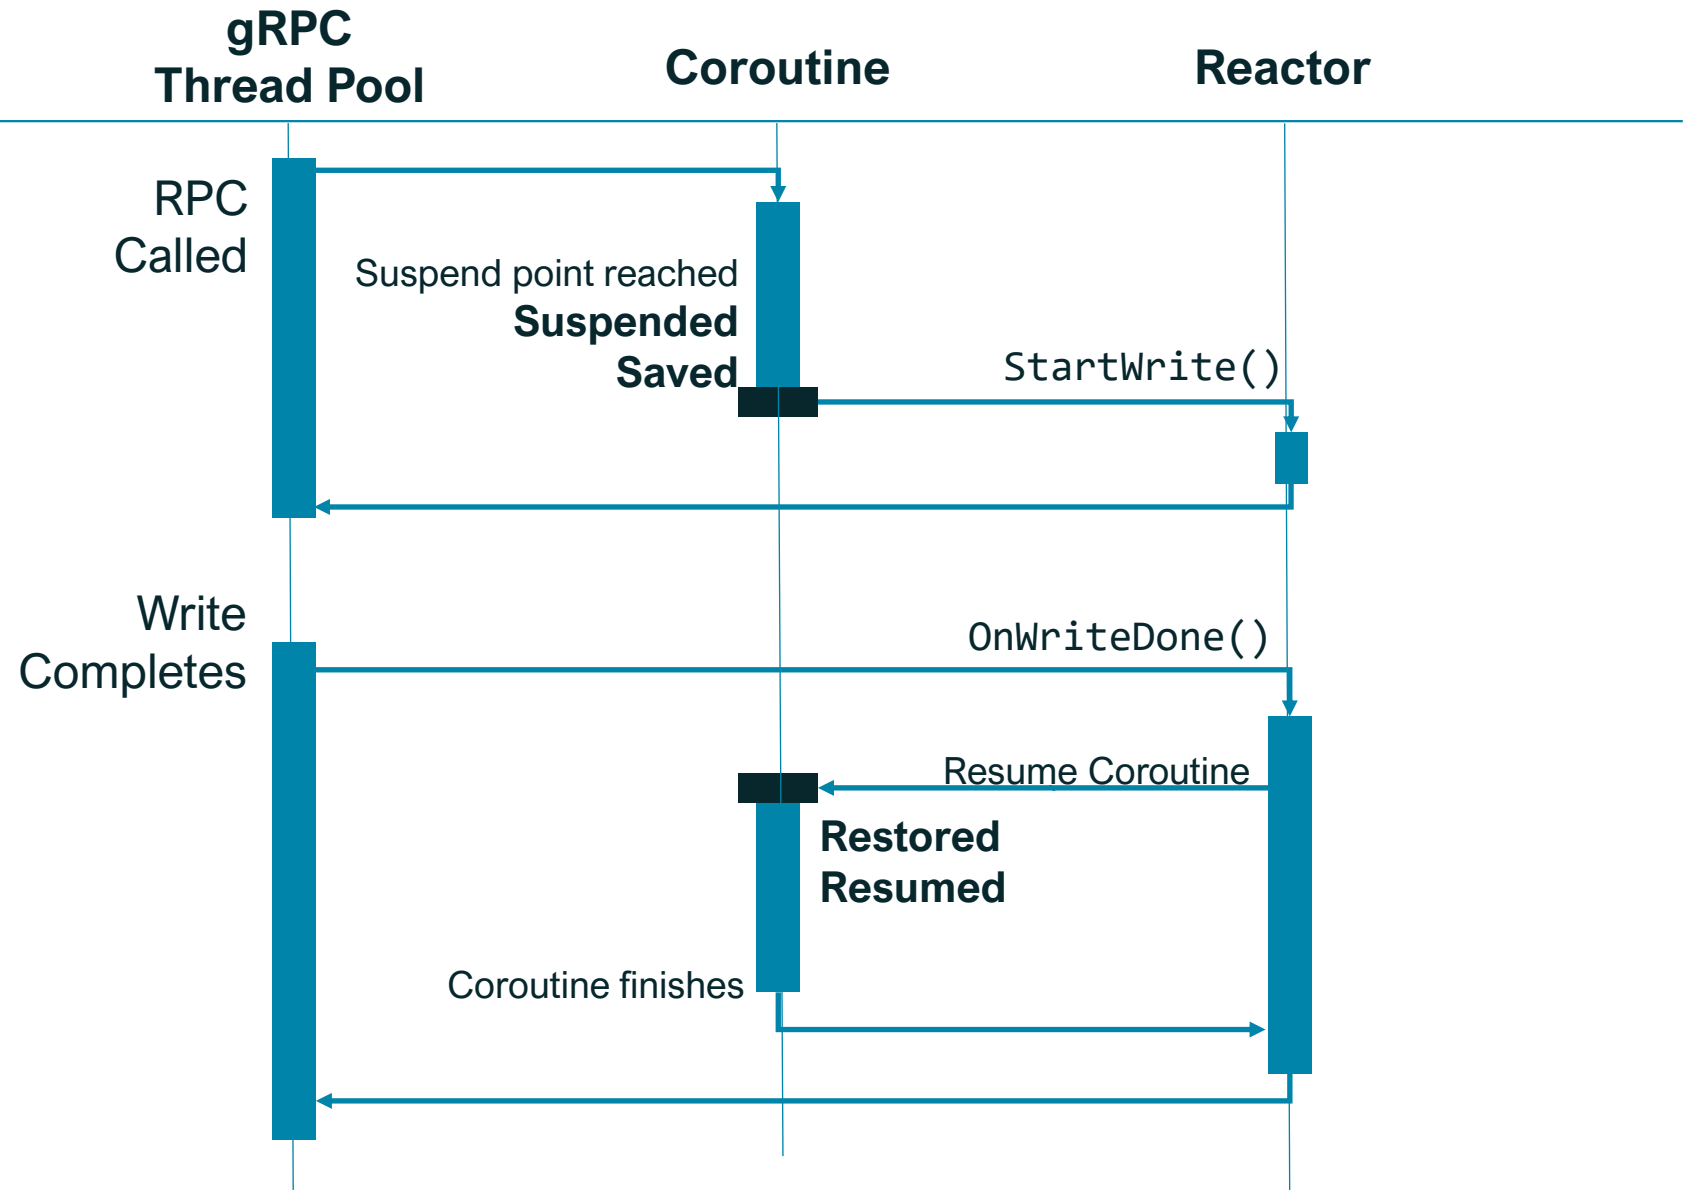 gRPC
Thread Pool
Coroutine
Reactor
RPC
Called
Suspend point reached
Suspended
Saved
StartWrite()
Write
Completes
OnWriteDone()
Resume Coroutine
Restored
Resumed
Coroutine finishes